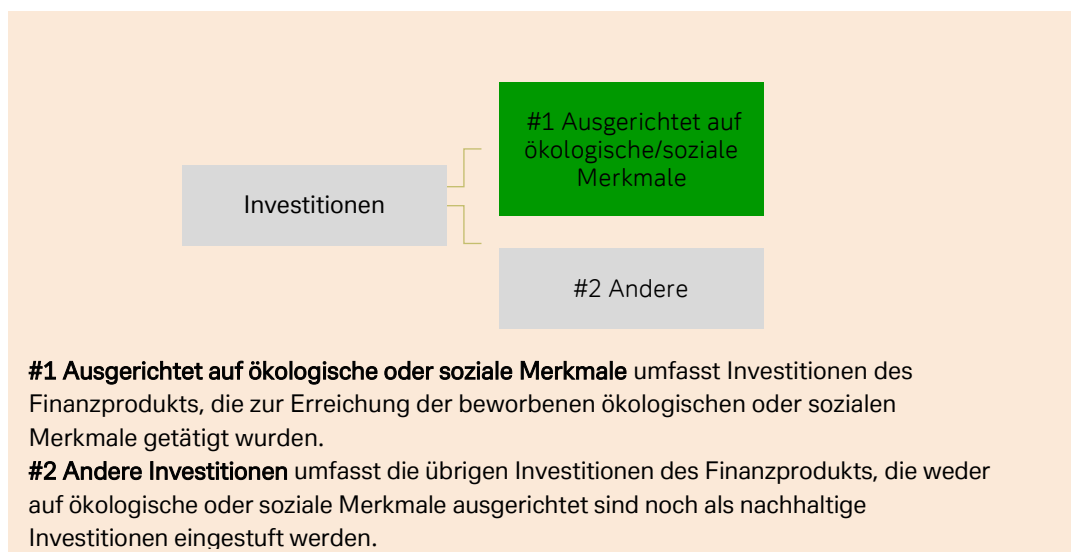 #1 Ausgerichtet auf
ökologische/soziale
Merkmale
Investitionen
#2 Andere
#1 Ausgerichtet auf ökologische oder soziale Merkmale umfasst Investitionen des
Finanzprodukts, die zur Erreichung der beworbenen ökologischen oder sozialen
Merkmale getätigt wurden.
#2 Andere Investitionen umfasst die übrigen Investitionen des Finanzprodukts, die weder
auf ökologische oder soziale Merkmale ausgerichtet sind noch als nachhaltige
Investitionen eingestuft werden.